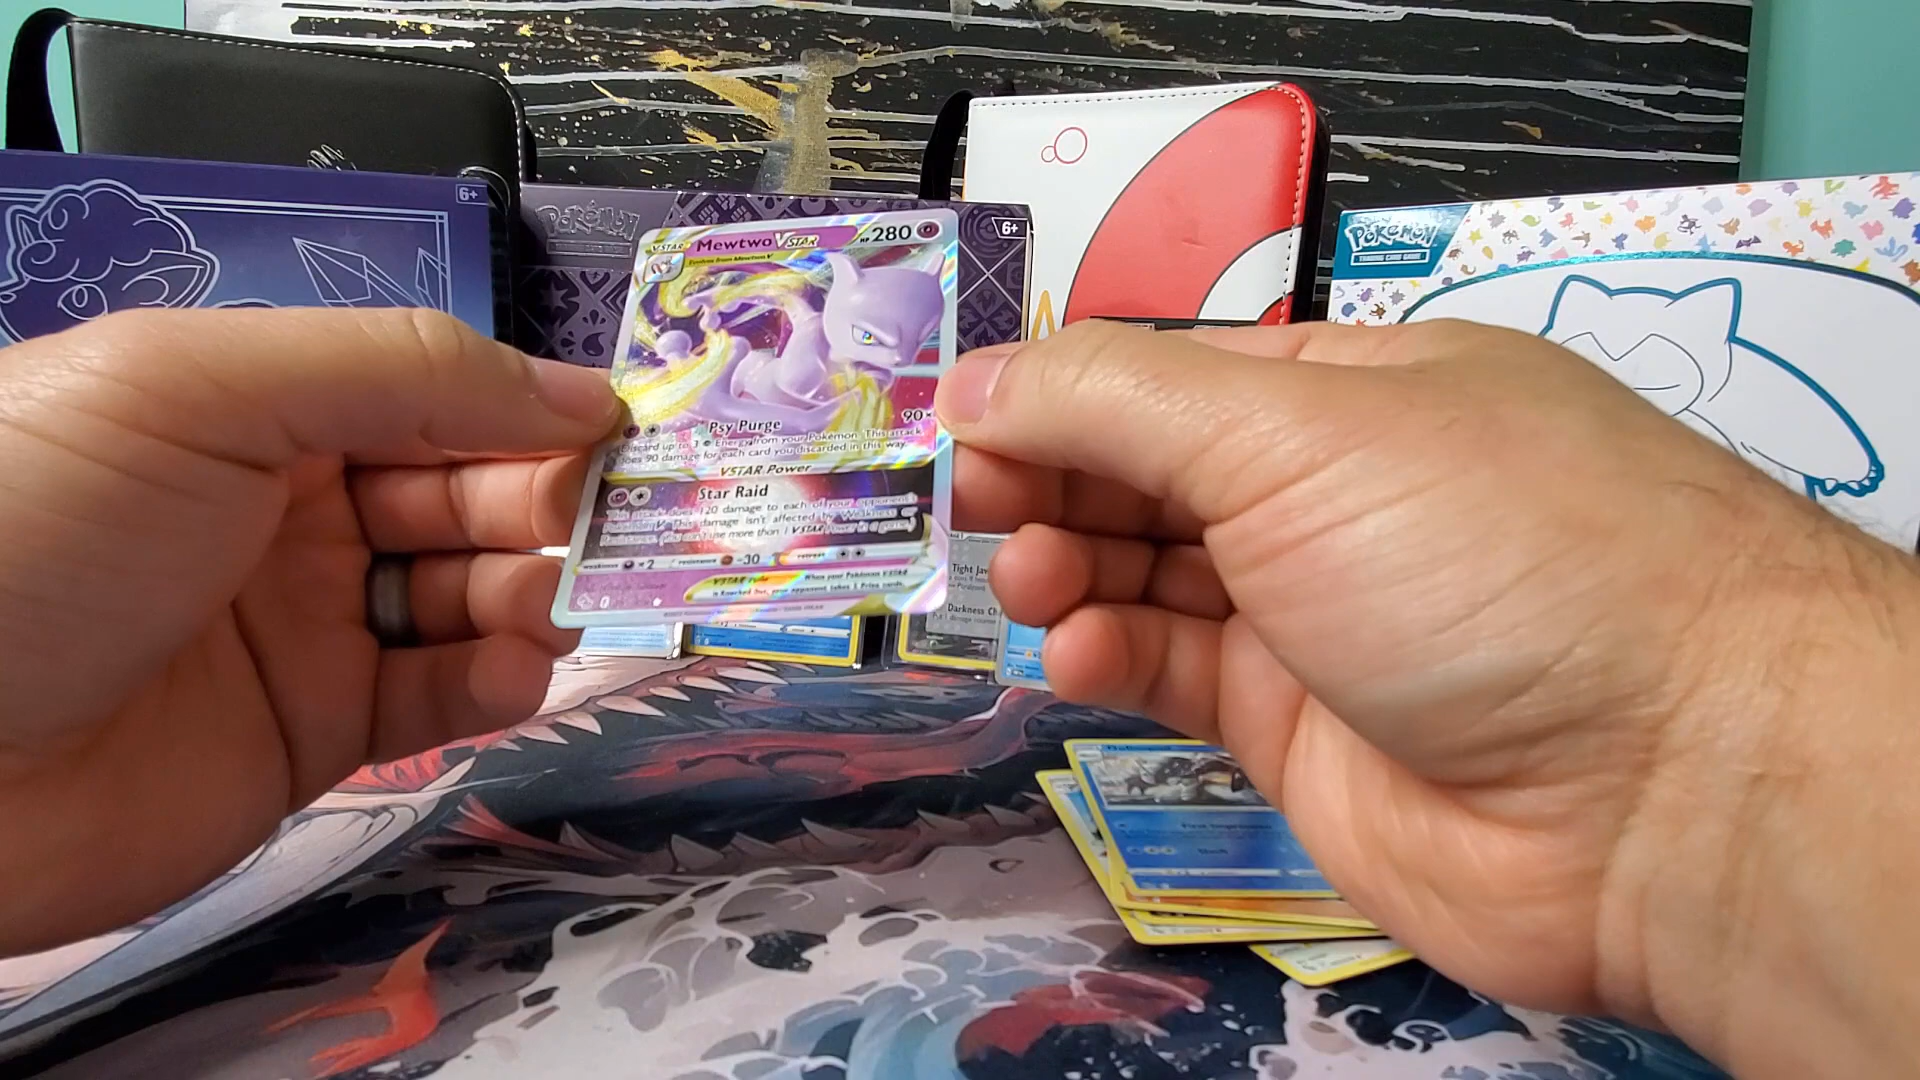 6+
Pokémon
6+
Pokémon
TRADING CARD GAME
VSTAR Mewtwo VSTAR HP 280
Evolves from Mewtwo V
Psy Purge 90×
Discard up to 3 Energy from your Pokémon. This attack
does 90 damage for each card you discarded in this way.
VSTAR Power
Star Raid
This attack does 120 damage to each of your opponent's
Pokémon V. This damage isn't affected by Weakness or
Resistance. (You can't use more than 1 VSTAR Power in a game.)
weakness ×2 resistance -30 retreat
VSTAR rule When your Pokémon VSTAR
is Knocked Out, your opponent takes 2 Prize cards.
Tight Jaw
Darkness
First Impression